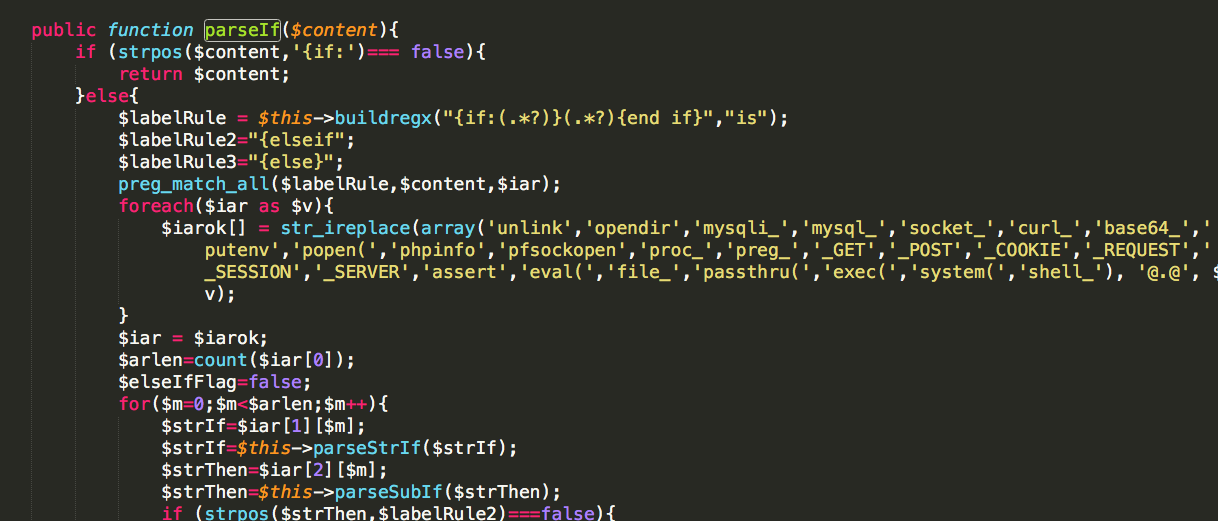 public function parseIf($content){
if (strpos($content,'{if:')=== false){
return $content;
}else{
$labelRule = $this->buildregx("{if:(.*?)}(.*?){end if}","is");
$labelRule2="{elseif";
$labelRule3="{else}";
preg_match_all($labelRule,$content,$iar);
foreach($iar as $v){
$iarok[] = str_ireplace(array('unlink','opendir','mysqli_','mysql_','socket_','curl_','base64_','
putenv','popen(','phpinfo','pfsockopen','proc_','preg_','_GET','_POST','_COOKIE','_REQUEST','
_SESSION','_SERVER','assert','eval(','file_','passthru(','exec(','system(','shell_'), '@.@', $
v);
}
$iar = $iarok;
$arlen=count($iar[0]);
$elseIfFlag=false;
for($m=0;$m<$arlen;$m++){
$strIf=$iar[1][$m];
$strIf=$this->parseStrIf($strIf);
$strThen=$iar[2][$m];
$strThen=$this->parseSubIf($strThen);
if (strpos($strThen,$labelRule2)===false){